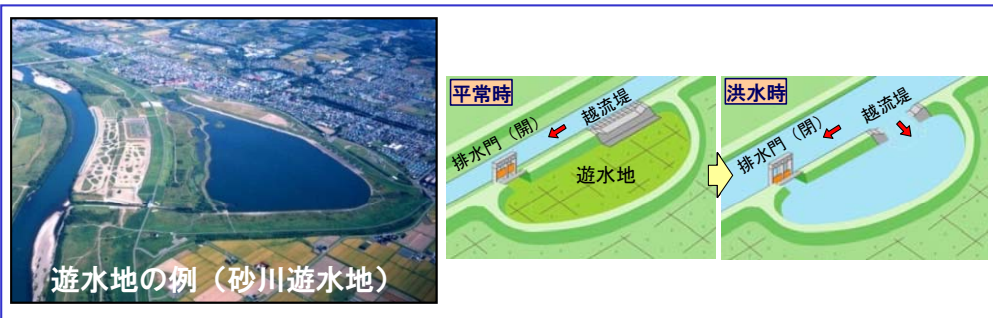 遊水地の例（砂川遊水地）
平常時
排水門（開）
越流堤
遊水地
洪水時
排水門（閉）
越流堤